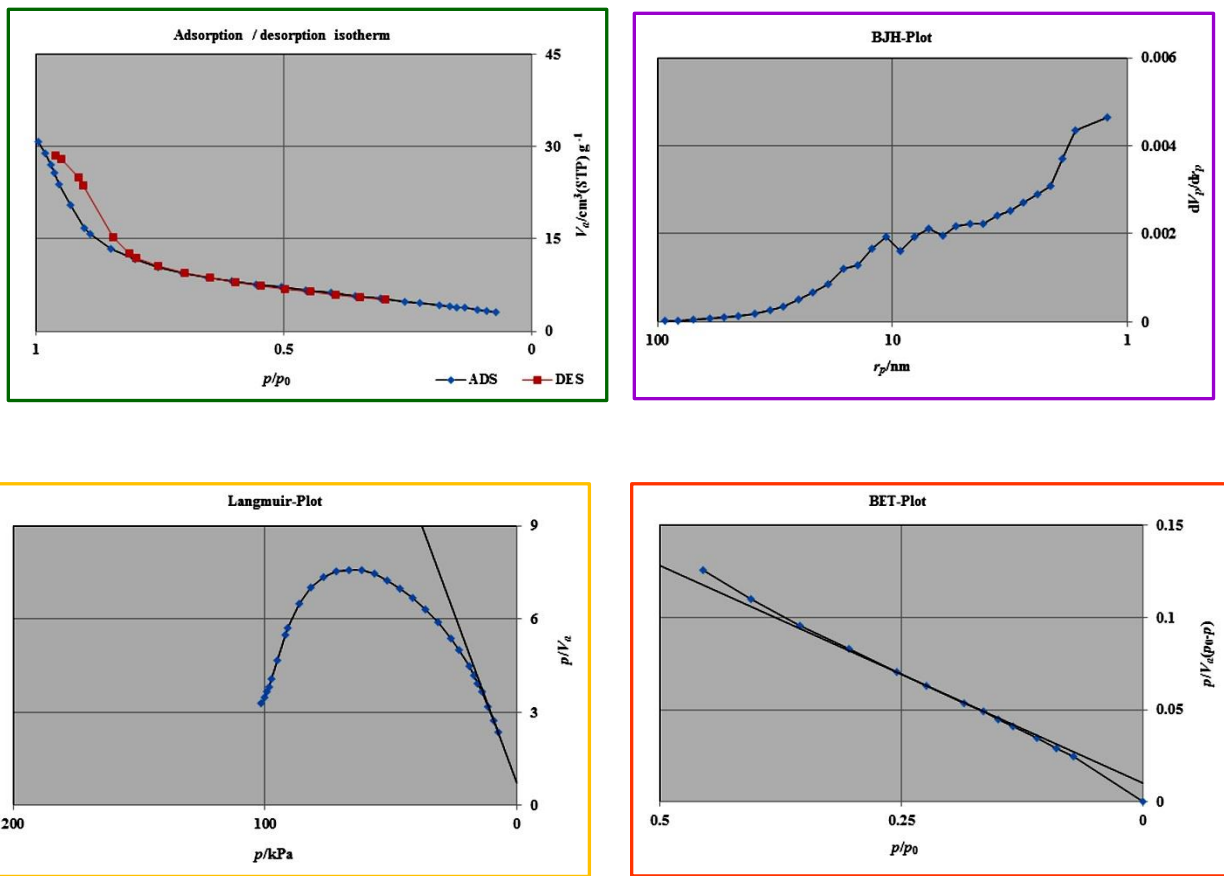 Adsorption / desorption isotherm
45
30
15
0
Vₐ/cm³(STP) g⁻¹
1
0.5
0
p/p₀
ADS
DES
BJH-Plot
0.006
0.004
0.002
0
dVₚ/drₚ
100
10
1
rₚ/nm
Langmuir-Plot
9
6
3
0
p/Vₐ
200
100
0
p/kPa
BET-Plot
0.15
0.1
0.05
0
p/Vₐ(p₀-p)
0.5
0.25
0
p/p₀